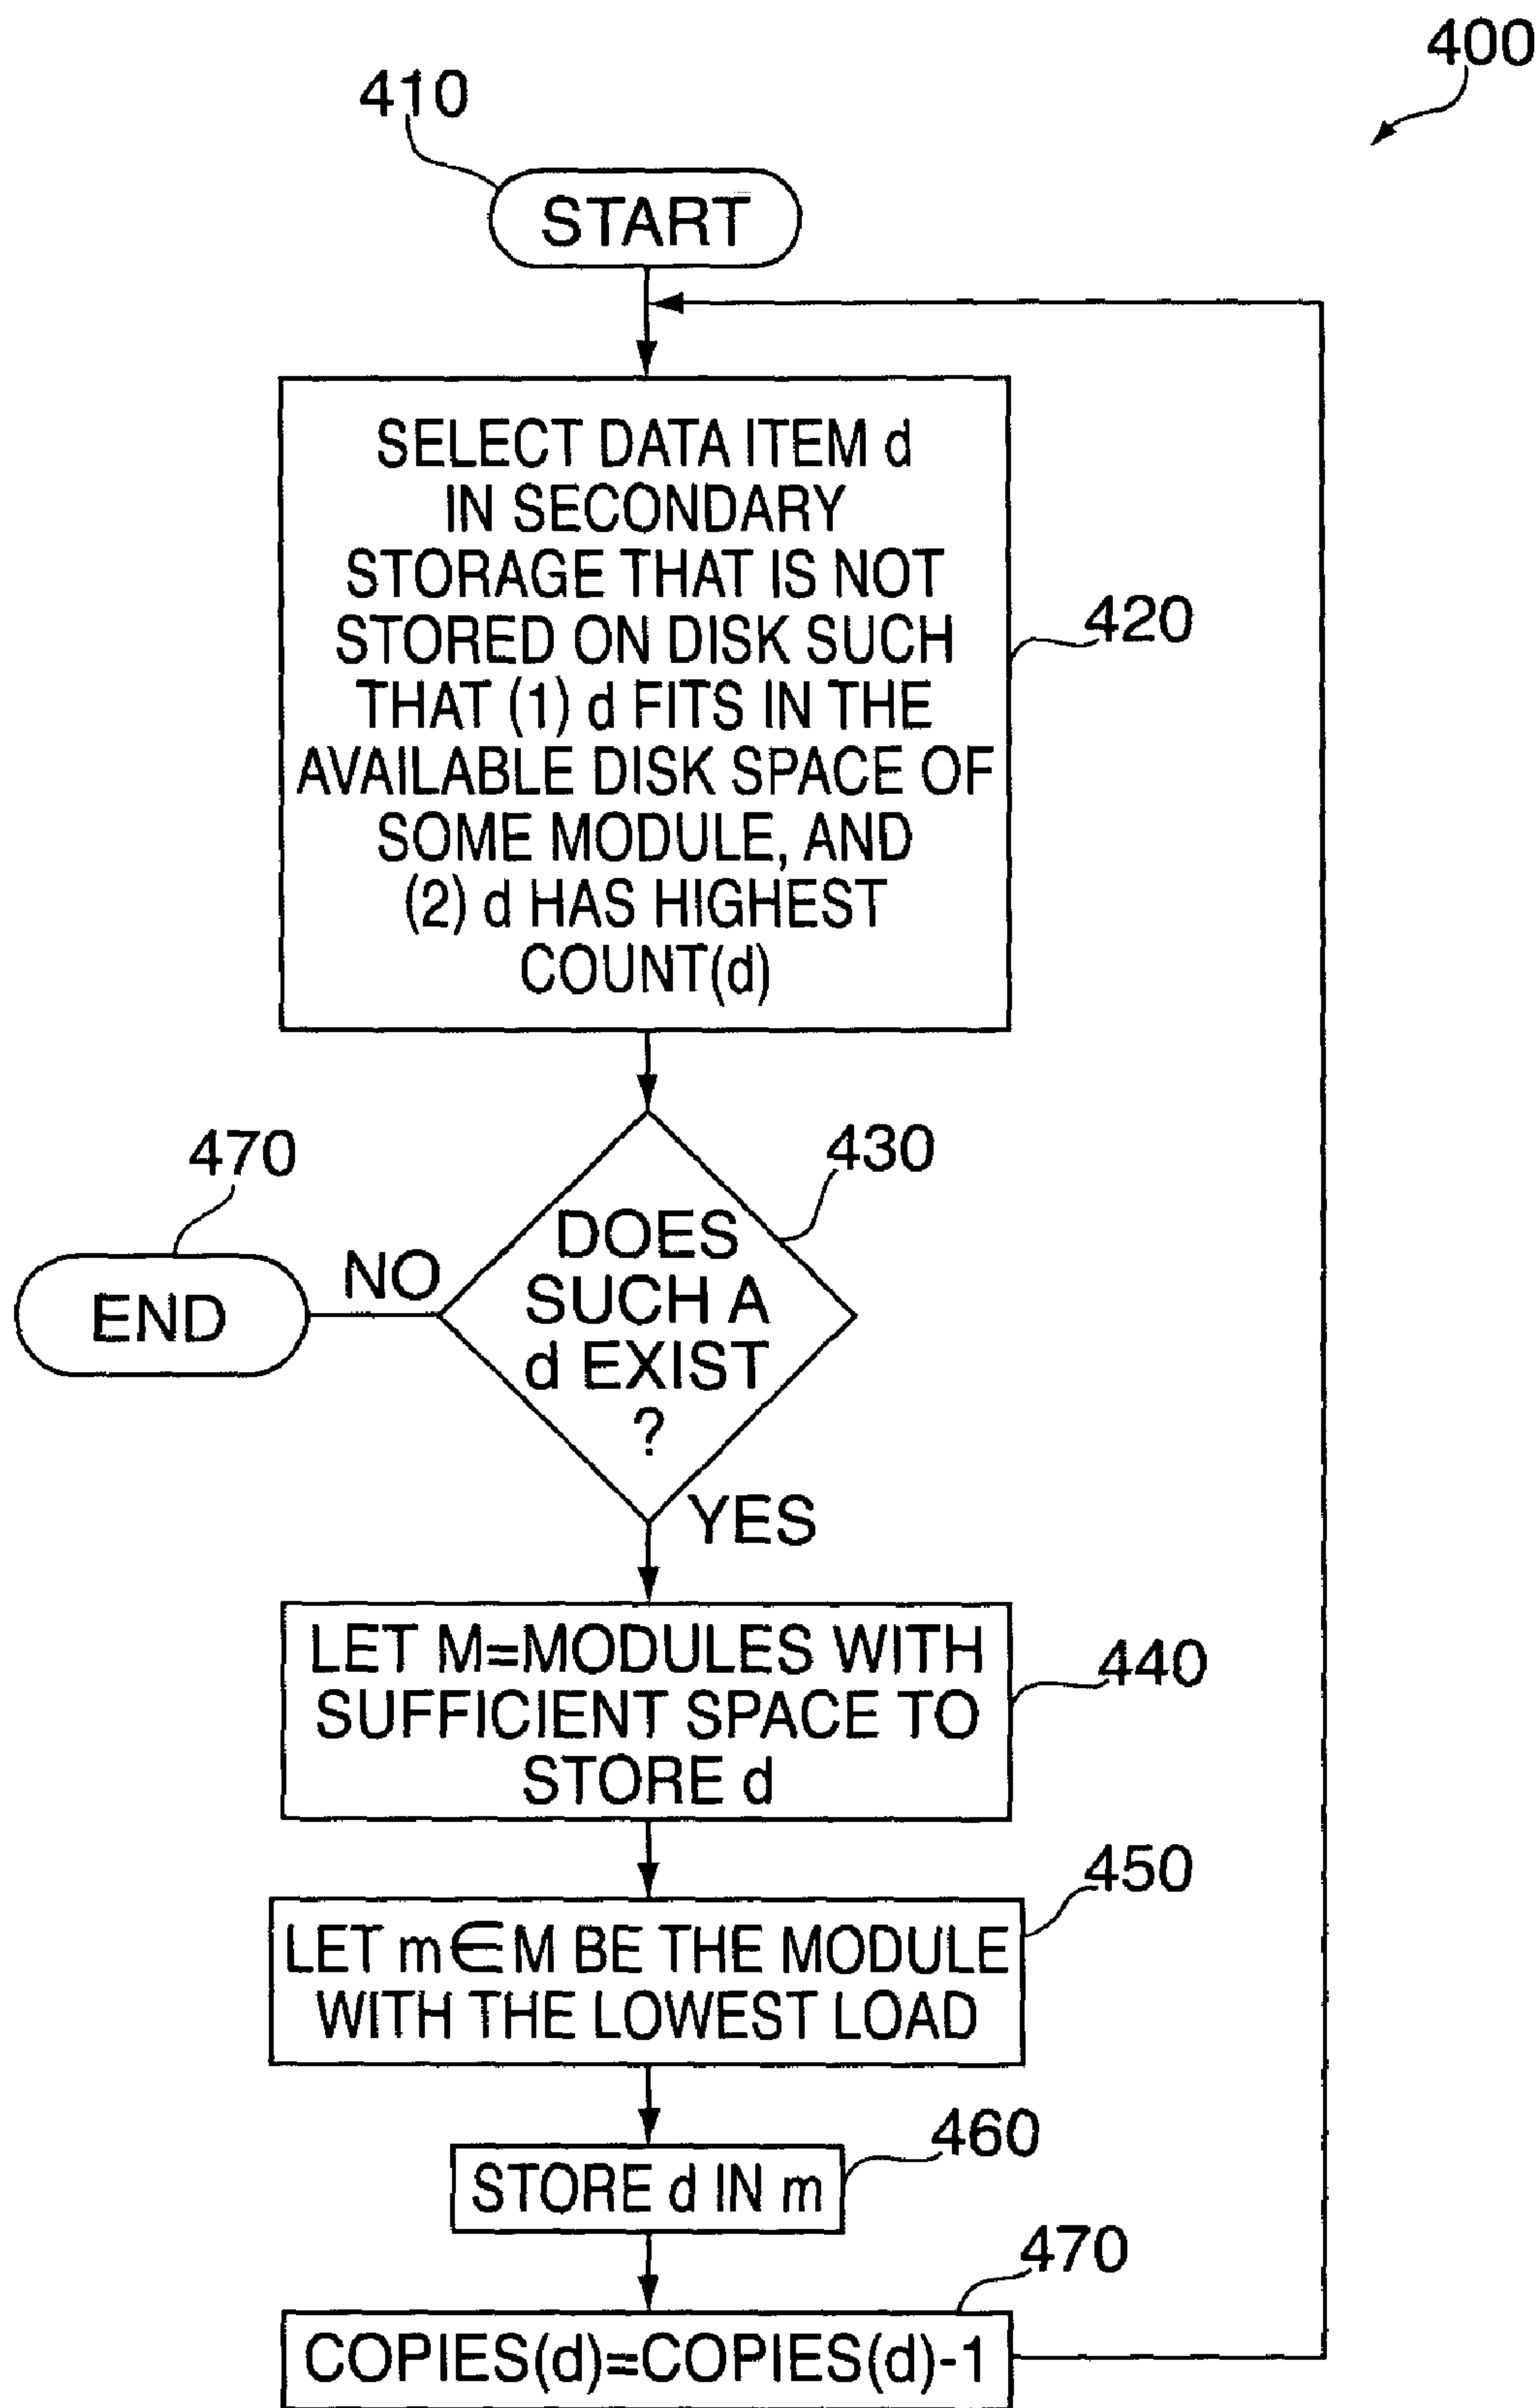 400
410
START
SELECT DATA ITEM d
IN SECONDARY
STORAGE THAT IS NOT
STORED ON DISK SUCH
THAT (1) d FITS IN THE
AVAILABLE DISK SPACE OF
SOME MODULE, AND
(2) d HAS HIGHEST
COUNT(d)
420
470
END
NO
430
DOES
SUCH A
d EXIST
?
YES
LET M=MODULES WITH
SUFFICIENT SPACE TO
STORE d
440
450
LET m∈M BE THE MODULE
WITH THE LOWEST LOAD
460
STORE d IN m
470
COPIES(d)=COPIES(d)-1